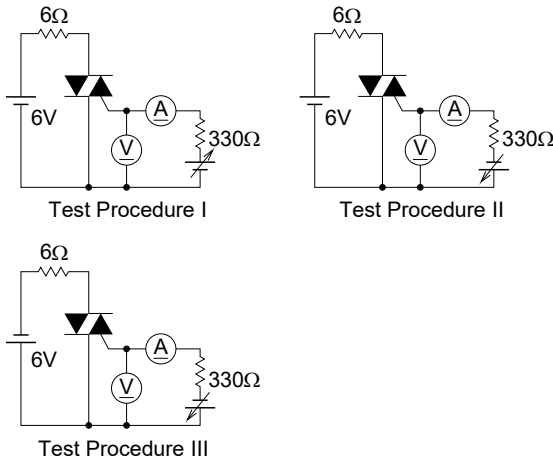 6Ω
6V
V
A
330Ω
Test Procedure I
6Ω
6V
V
A
330Ω
Test Procedure II
6Ω
6V
V
A
330Ω
Test Procedure III